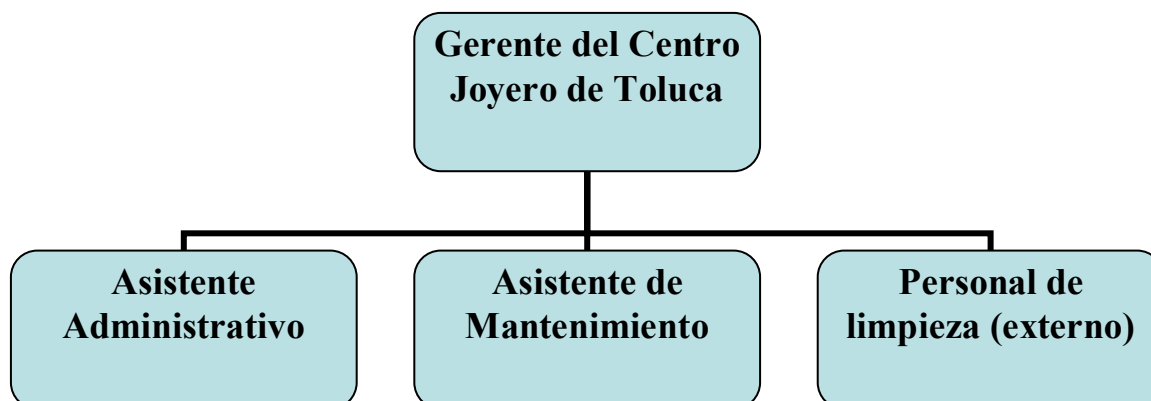 Gerente del Centro
Joyero de Toluca
Asistente
Administrativo
Asistente de
Mantenimiento
Personal de
limpieza (externo)